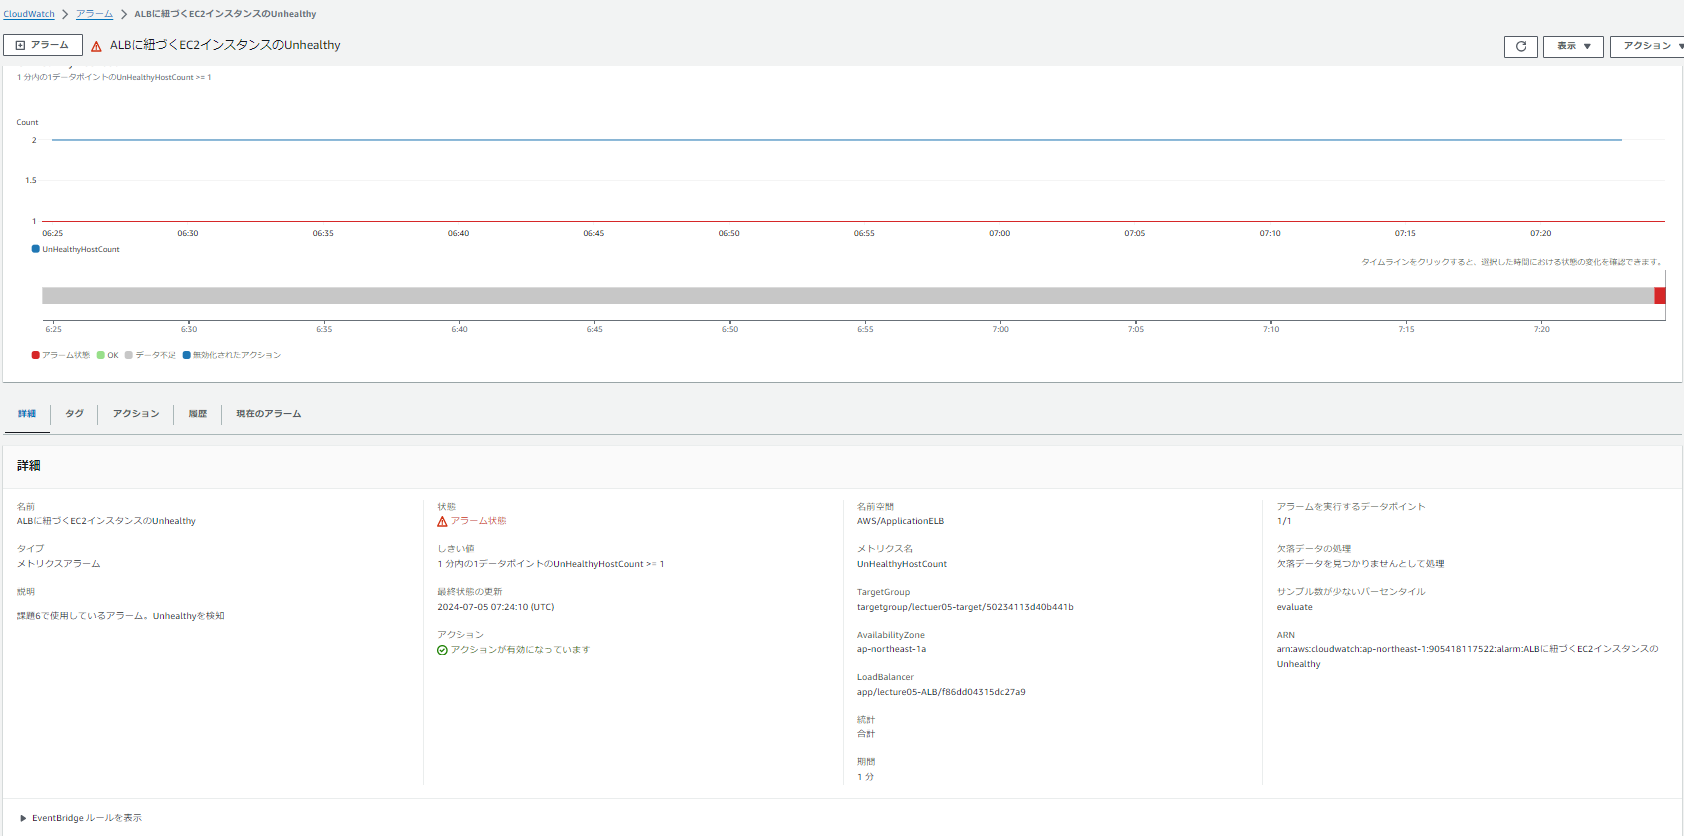 CloudWatch > アラーム > ALBに紐づくEC2インスタンスのUnhealthy
アラーム
ALBに紐づくEC2インスタンスのUnhealthy
表示 ▼
アクション ▼
1 分内の1データポイントのUnHealthyHostCount >= 1
Count
2
1.5
1
06:25 06:30 06:35 06:40 06:45 06:50 06:55 07:00 07:05 07:10 07:15 07:20
UnHealthyHostCount
タイムラインをクリックすると、選択した時間における状態の変化を確認できます。
6:25 6:30 6:35 6:40 6:45 6:50 6:55 7:00 7:05 7:10 7:15 7:20
アラーム状態 OK データ不足 無効化されたアクション
詳細 タグ アクション 履歴 現在のアラーム
詳細
名前
ALBに紐づくEC2インスタンスのUnhealthy
タイプ
メトリクスアラーム
説明
課題6で使用しているアラーム。Unhealthyを検知
状態
アラーム状態
しきい値
1 分内の1データポイントのUnHealthyHostCount >= 1
最終状態の更新
2024-07-05 07:24:10 (UTC)
アクション
アクションが有効になっています
名前空間
AWS/ApplicationELB
メトリクス名
UnHealthyHostCount
TargetGroup
targetgroup/lectuer05-target/50234113d40b441b
AvailabilityZone
ap-northeast-1a
LoadBalancer
app/lecture05-ALB/f86dd04315dc27a9
統計
合計
期間
1 分
アラームを実行するデータポイント
1/1
欠落データの処理
欠落データを見つかりませんとして処理
サンプル数が少ないパーセンタイル
evaluate
ARN
arn:aws:cloudwatch:ap-northeast-1:905418117522:alarm:ALBに紐づくEC2インスタンスの
Unhealthy
▶ EventBridge ルールを表示